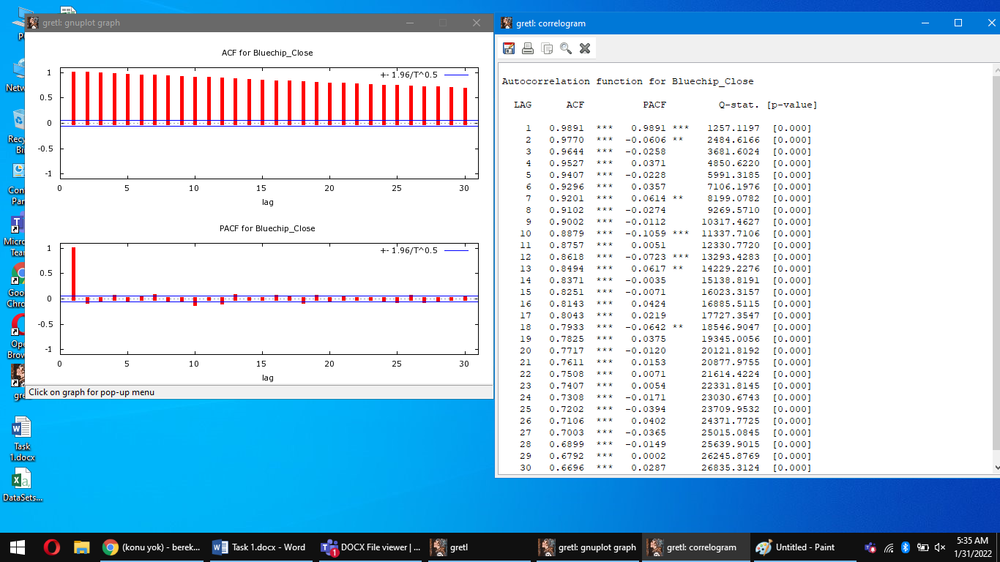 gretl: gnuplot graph
ACF for Bluechip_Close
+- 1.96/T^0.5
1
0.5
0
-0.5
-1
0 5 10 15 20 25 30
lag
PACF for Bluechip_Close
+- 1.96/T^0.5
1
0.5
0
-0.5
-1
0 5 10 15 20 25 30
lag
Click on graph for pop-up menu
gretl: correlogram
Autocorrelation function for Bluechip_Close
LAG ACF PACF Q-stat. [p-value]
1 0.9891 *** 0.9891 *** 1257.1197 [0.000]
2 0.9770 *** -0.0606 ** 2484.6166 [0.000]
3 0.9644 *** -0.0258 3681.6024 [0.000]
4 0.9527 *** 0.0371 4850.6220 [0.000]
5 0.9407 *** -0.0228 5991.3185 [0.000]
6 0.9296 *** 0.0357 7106.1976 [0.000]
7 0.9201 *** 0.0614 ** 8199.0782 [0.000]
8 0.9102 *** -0.0274 9269.5710 [0.000]
9 0.9002 *** -0.0112 10317.4627 [0.000]
10 0.8879 *** -0.1059 *** 11337.7106 [0.000]
11 0.8757 *** 0.0051 12330.7720 [0.000]
12 0.8618 *** -0.0723 *** 13293.4283 [0.000]
13 0.8494 *** 0.0617 ** 14229.2276 [0.000]
14 0.8371 *** -0.0035 15138.8191 [0.000]
15 0.8251 *** -0.0071 16023.3157 [0.000]
16 0.8143 *** 0.0424 16885.5115 [0.000]
17 0.8043 *** 0.0219 17727.3547 [0.000]
18 0.7933 *** -0.0642 ** 18546.9047 [0.000]
19 0.7825 *** 0.0375 19345.0056 [0.000]
20 0.7717 *** -0.0120 20121.8192 [0.000]
21 0.7611 *** 0.0153 20877.9755 [0.000]
22 0.7508 *** 0.0071 21614.4224 [0.000]
23 0.7407 *** 0.0054 22331.8145 [0.000]
24 0.7308 *** -0.0171 23030.6743 [0.000]
25 0.7202 *** -0.0394 23709.9532 [0.000]
26 0.7106 *** 0.0402 24371.7725 [0.000]
27 0.7003 *** -0.0365 25015.0845 [0.000]
28 0.6899 *** -0.0149 25639.9015 [0.000]
29 0.6792 *** 0.0002 26245.8769 [0.000]
30 0.6696 *** 0.0287 26835.3124 [0.000]
Task
1.docx
DataSets...
(konu yok) - berek...
Task 1.docx - Word
DOCX File viewer | ...
1
gretl
gretl: gnuplot graph
gretl: correlogram
Untitled - Paint
5:35 AM
1/31/2022